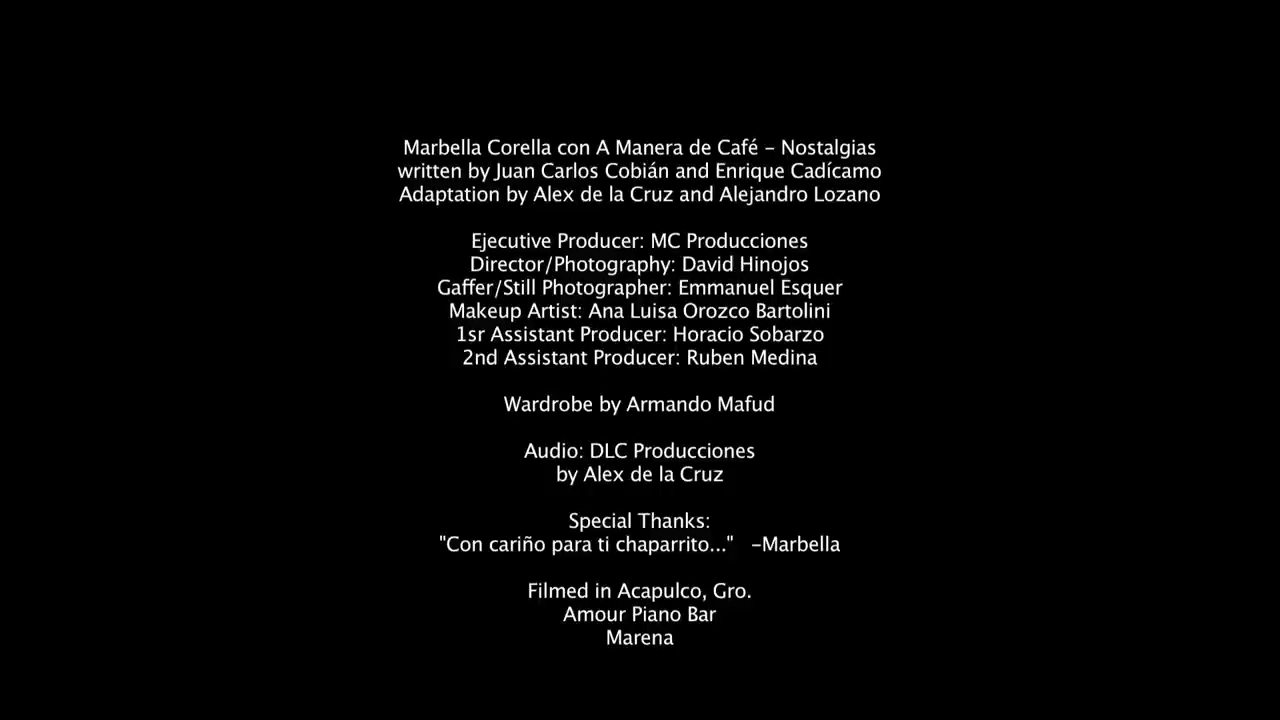 Marbella Corella con A Manera de Café - Nostalgias
written by Juan Carlos Cobián and Enrique Cadícamo
Adaptation by Alex de la Cruz and Alejandro Lozano
Ejecutive Producer: MC Producciones
Director/Photography: David Hinojos
Gaffer/Still Photographer: Emmanuel Esquer
Makeup Artist: Ana Luisa Orozco Bartolini
1sr Assistant Producer: Horacio Sobarzo
2nd Assistant Producer: Ruben Medina
Wardrobe by Armando Mafud
Audio: DLC Producciones
by Alex de la Cruz
Special Thanks:
"Con cariño para ti chaparrito..." -Marbella
Filmed in Acapulco, Gro.
Amour Piano Bar
Marena